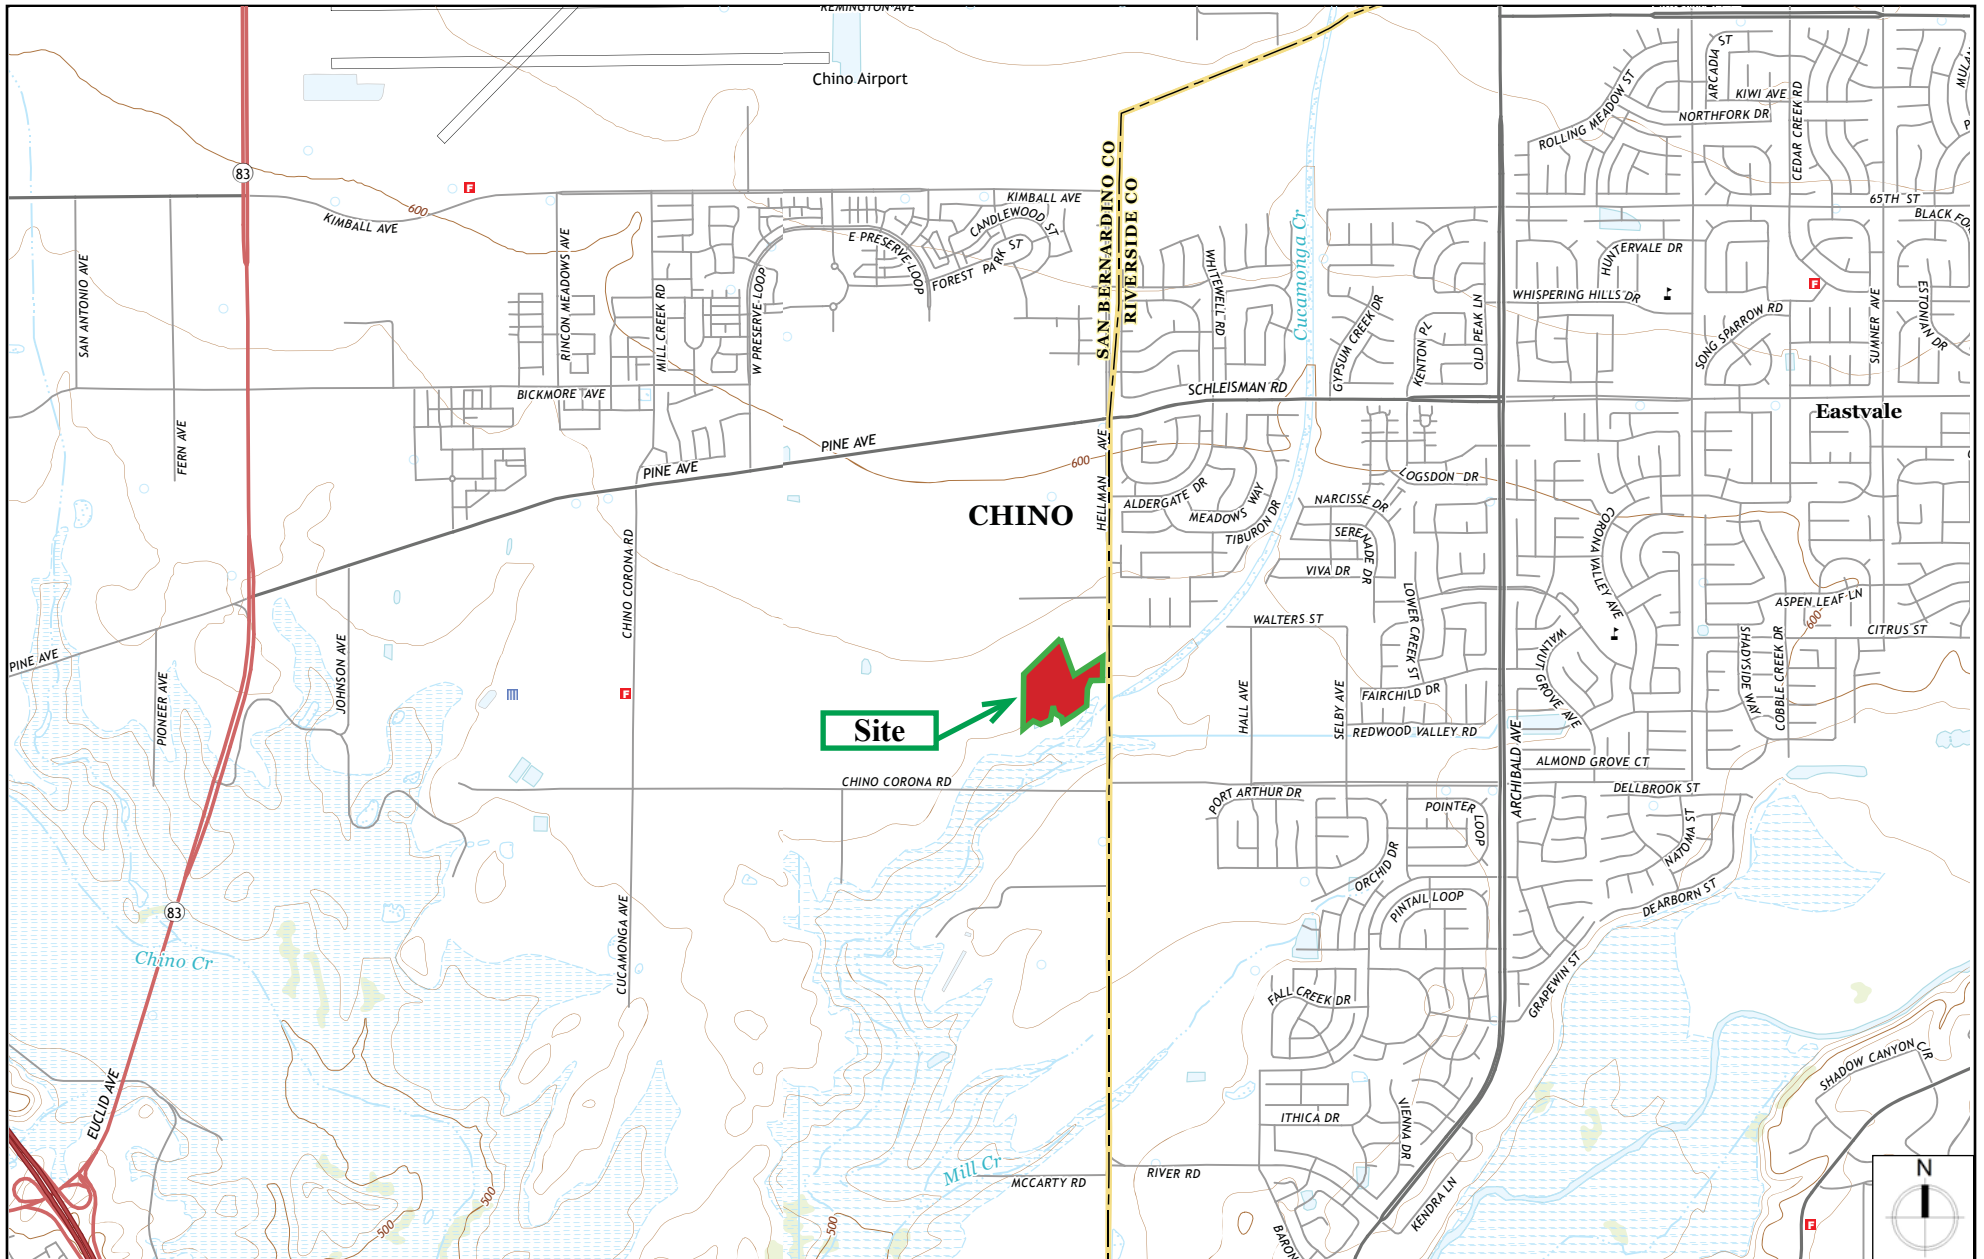 REMINGTON AVE
Chino Airport
ARCADIA ST
ROLLING MEADOW ST
KIWI AVE
NORTHFORK DR
CEDAR CREEK RD
83
F
KIMBALL AVE
600
KIMBALL AVE
CANDLEWOOD ST
E PRESERVE LOOP
FOREST PARK ST
SAN BERNARDINO CO
RIVERSIDE CO
65TH ST
SAN ANTONIO AVE
RINCON MEADOWS AVE
MILL CREEK RD
W PRESERVE LOOP
WHITEWELL RD
Cucamonga Cr
GYPSUM CREEK DR
KENTON PL
OLD PEAK LN
HUNTERVALE DR
WHISPERING HILLS DR
F
SONG SPARROW RD
SUMNER AVE
ESTONIAN DR
BICKMORE AVE
SCHLEISMAN RD
Eastvale
FERN AVE
PINE AVE
PINE AVE
HELLMAN AVE
600
CHINO
ALDERGATE DR
MEADOWS WAY
TIBURON DR
LOGSDON DR
NARCISSE DR
SERENADE DR
VIVA DR
CORONA VALLEY AVE
CHINO CORONA RD
LOWER CREEK ST
WALTERS ST
ASPEN LEAF LN
600
CITRUS ST
PINE AVE
PIONEER AVE
JOHNSON AVE
F
Site
HALL AVE
SELBY AVE
FAIRCHILD DR
REDWOOD VALLEY RD
WALNUT GROVE AVE
SHADYSIDE WAY
COBBLE CREEK DR
ARCHIBALD AVE
ALMOND GROVE CT
CHINO CORONA RD
PORT ARTHUR DR
POINTER LOOP
DELLBROOK ST
NATOMA ST
ORCHID DR
PINTAIL LOOP
DEARBORN ST
83
Chino Cr
CUCAMONGA AVE
FALL CREEK DR
GRAPEWIN ST
SHADOW CANYON CIR
EUCLID AVE
ITHICA DR
VIENNA DR
Mill Cr
MCCARTY RD
RIVER RD
KENDRA LN
500
500
500
F
N